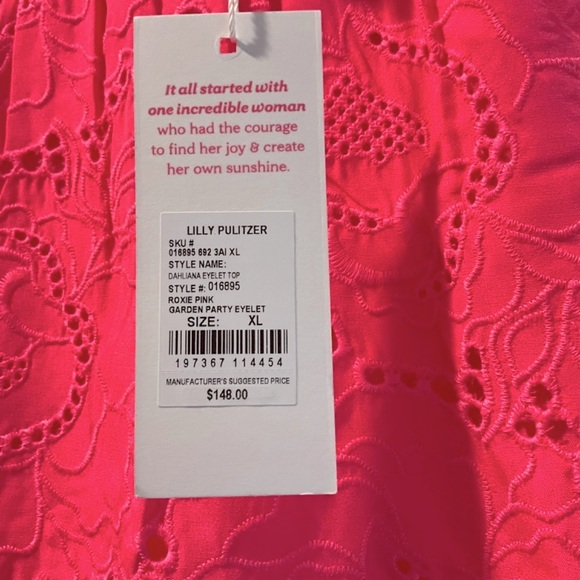 It all started with
one incredible woman
who had the courage
to find her joy & create
her own sunshine.
LILLY PULITZER
SKU #
016895 692 3AI XL
STYLE NAME:
DAHLIANA EYELET TOP
STYLE #: 016895
ROXIE PINK
GARDEN PARTY EYELET
SIZE: XL
197367 114454
MANUFACTURER'S SUGGESTED PRICE
$148.00